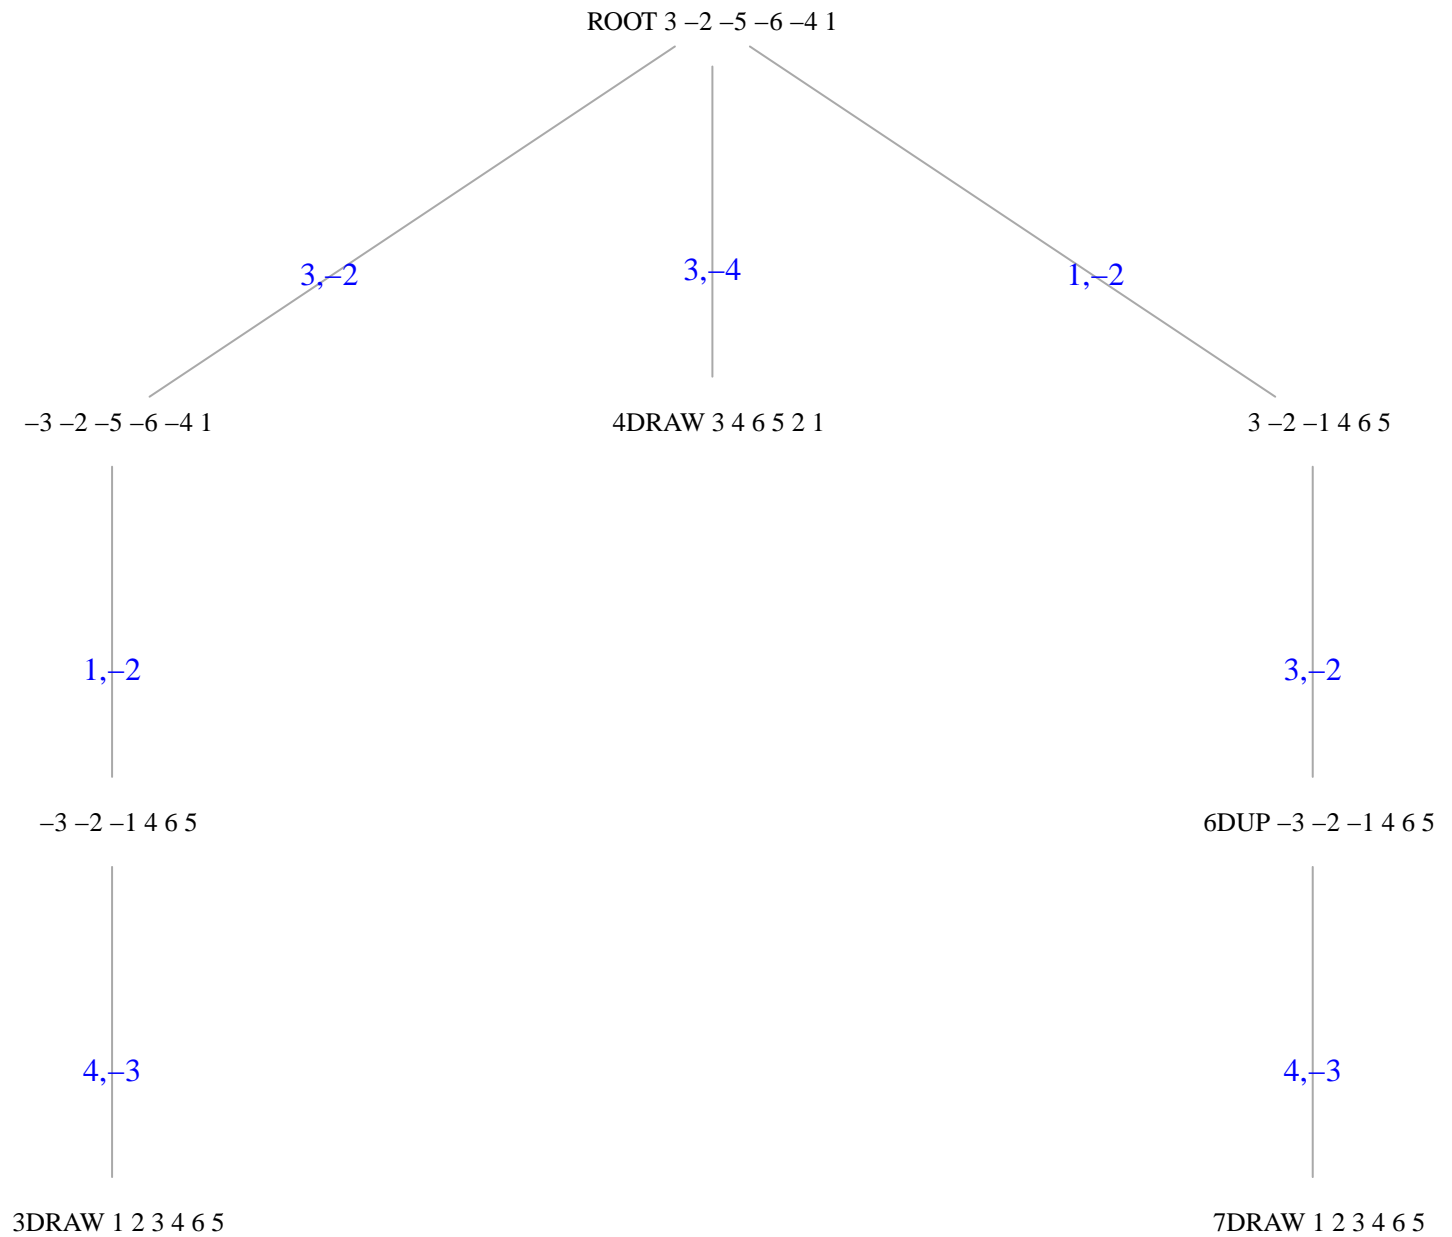 ROOT 3 –2 –5 –6 –4 1
3,–2
3,–4
1,–2
–3 –2 –5 –6 –4 1
4DRAW 3 4 6 5 2 1
3 –2 –1 4 6 5
1,–2
3,–2
–3 –2 –1 4 6 5
6DUP –3 –2 –1 4 6 5
4,–3
4,–3
3DRAW 1 2 3 4 6 5
7DRAW 1 2 3 4 6 5